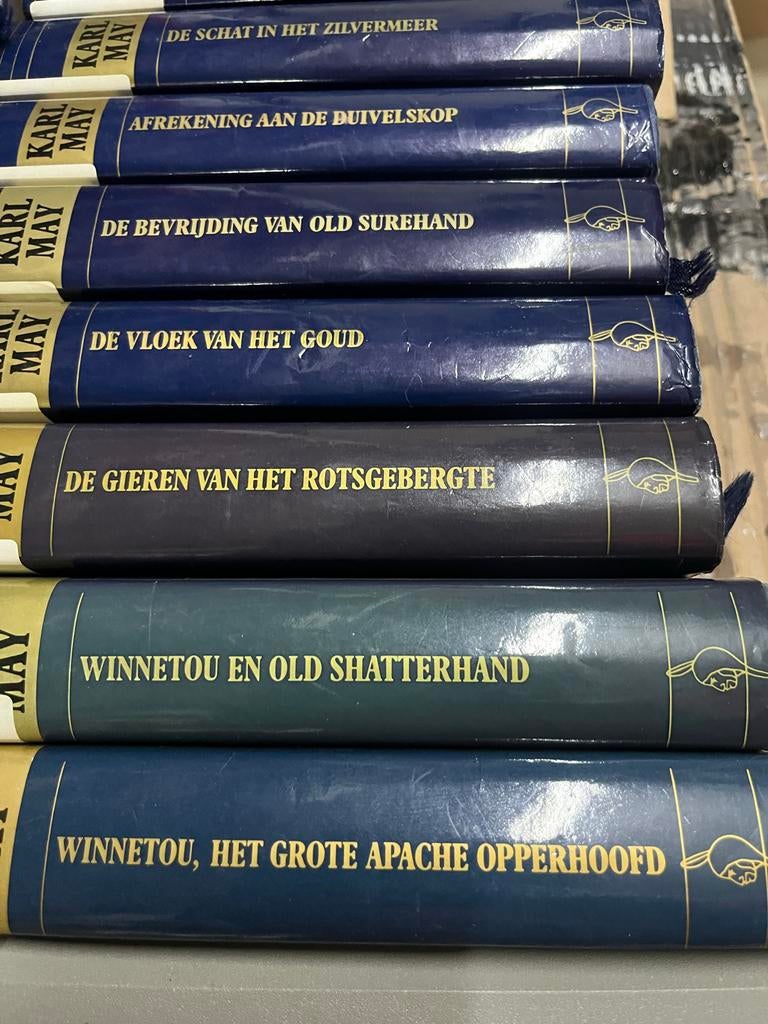 KARL
MAY
DE SCHAT IN HET ZILVERMEER
KARL
MAY
AFREKENING AAN DE DUIVELSKOP
KARL
MAY
DE BEVRIJDING VAN OLD SUREHAND
KARL
MAY
DE VLOEK VAN HET GOUD
MAY
DE GIEREN VAN HET ROTSGEBERGTE
MAY
WINNETOU EN OLD SHATTERHAND
WINNETOU, HET GROTE APACHE OPPERHOOFD